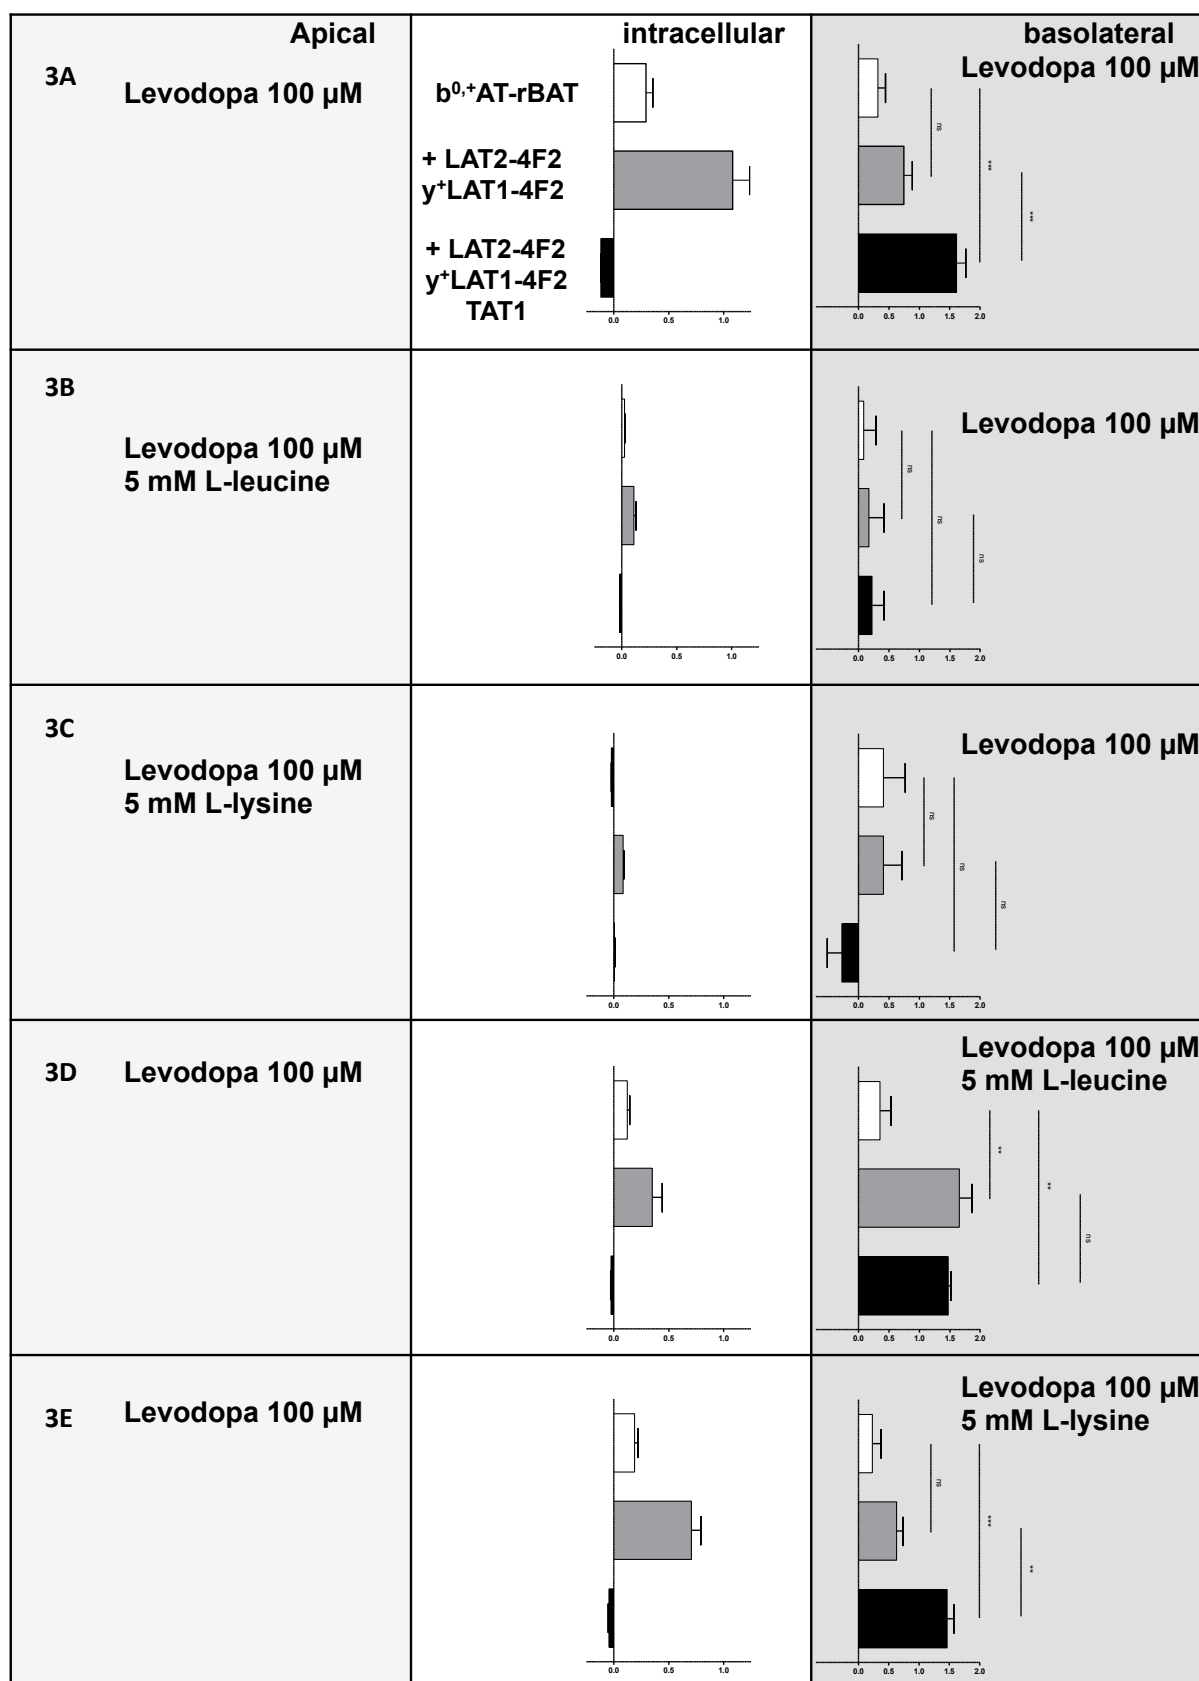 Apical intracellular basolateral
3A Levodopa 100 µM b⁰,⁺AT-rBAT Levodopa 100 µM
+ LAT2-4F2
y⁺LAT1-4F2
+ LAT2-4F2
y⁺LAT1-4F2
TAT1
ns
***
***
0.0 0.5 1.0
0.0 0.5 1.0 1.5 2.0
3B
Levodopa 100 µM
5 mM L-leucine
Levodopa 100 µM
ns
ns
ns
0.0 0.5 1.0
0.0 0.5 1.0 1.5 2.0
3C
Levodopa 100 µM
5 mM L-lysine
Levodopa 100 µM
ns
ns
ns
0.0 0.5 1.0
0.0 0.5 1.0 1.5 2.0
3D Levodopa 100 µM
Levodopa 100 µM
5 mM L-leucine
**
**
ns
0.0 0.5 1.0
0.0 0.5 1.0 1.5 2.0
3E Levodopa 100 µM
Levodopa 100 µM
5 mM L-lysine
ns
***
**
0.0 0.5 1.0
0.0 0.5 1.0 1.5 2.0